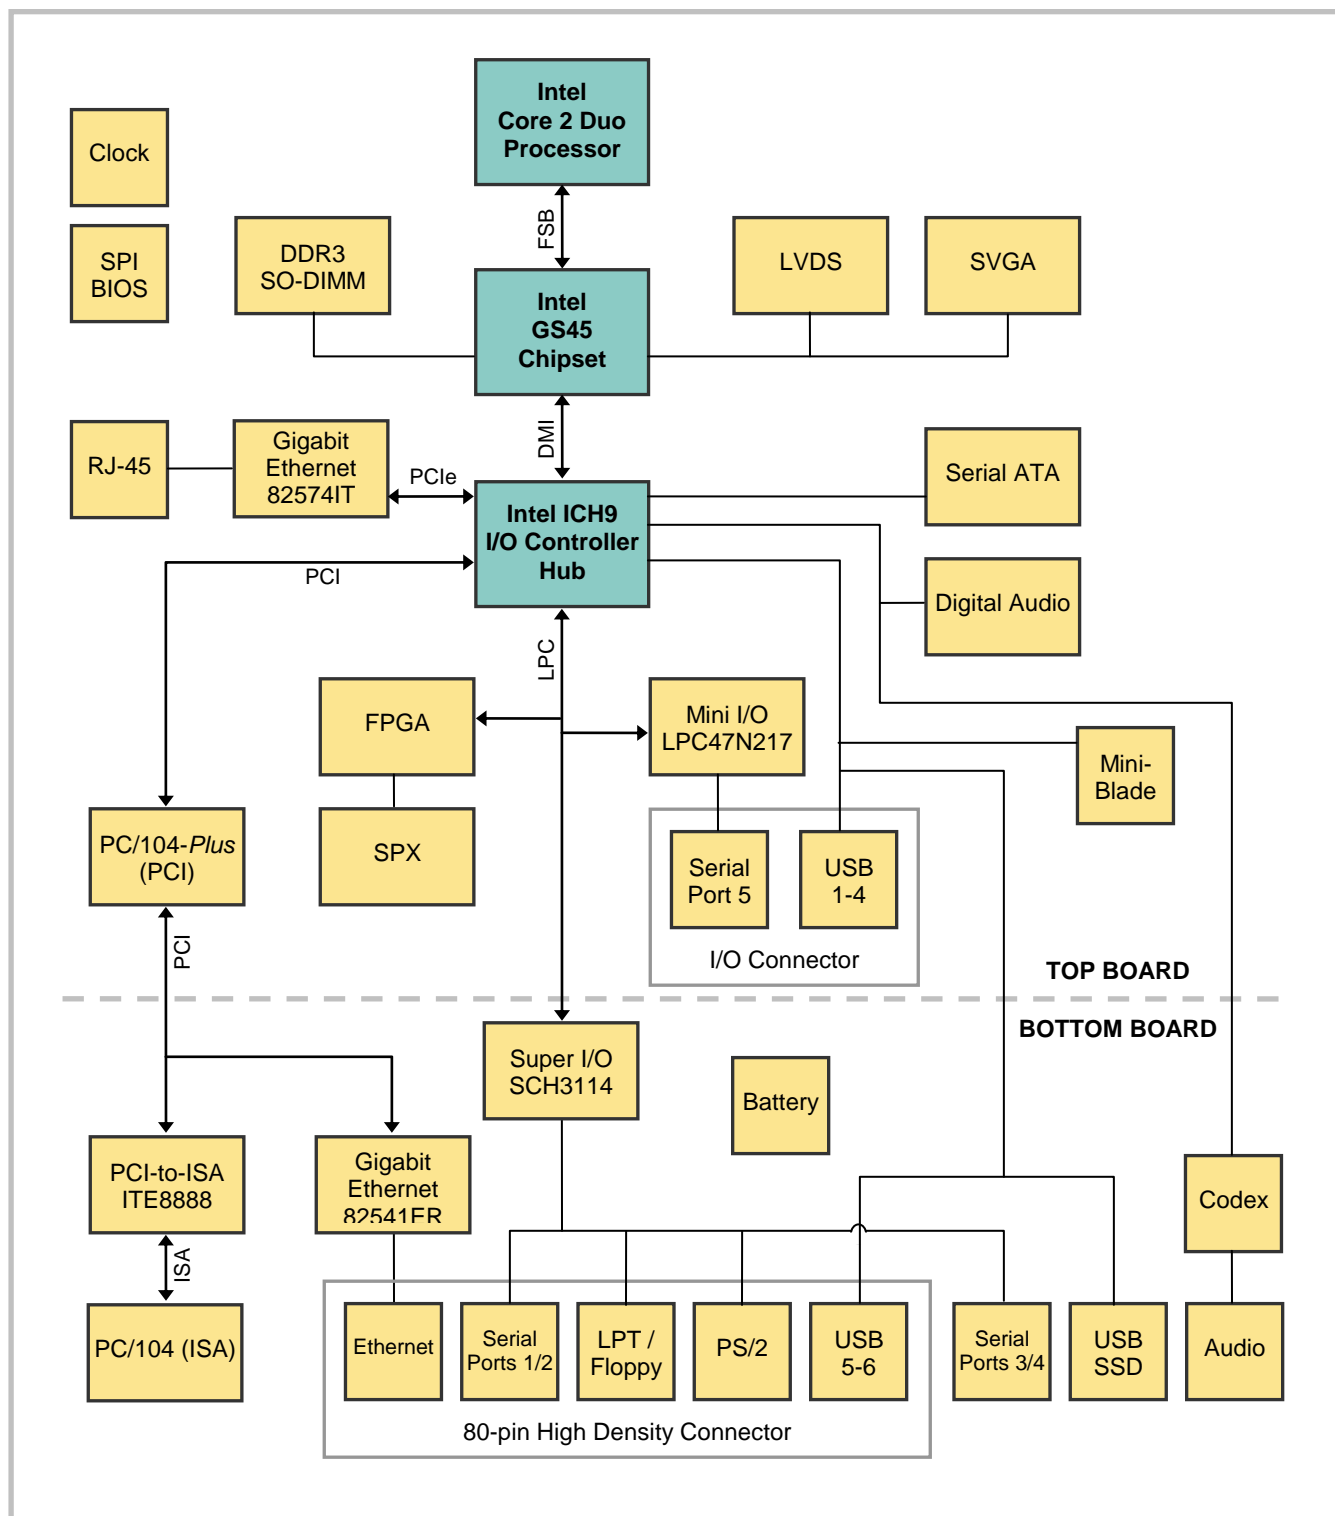 Intel
Core 2 Duo
Processor
Clock
FSB
SPI
BIOS
DDR3
SO-DIMM
LVDS
SVGA
Intel
GS45
Chipset
DMI
RJ-45
Gigabit
Ethernet
82574IT
PCIe
Serial ATA
Intel ICH9
I/O Controller
Hub
PCI
Digital Audio
LPC
FPGA
Mini I/O
LPC47N217
Mini-
Blade
PC/104-Plus
(PCI)
SPX
Serial
Port 5
USB
1-4
I/O Connector
PCI
TOP BOARD
BOTTOM BOARD
Super I/O
SCH3114
Battery
PCI-to-ISA
ITE8888
Gigabit
Ethernet
82541ER
Codex
ISA
PC/104 (ISA)
Ethernet
Serial
Ports 1/2
LPT /
Floppy
PS/2
USB
5-6
Serial
Ports 3/4
USB
SSD
Audio
80-pin High Density Connector